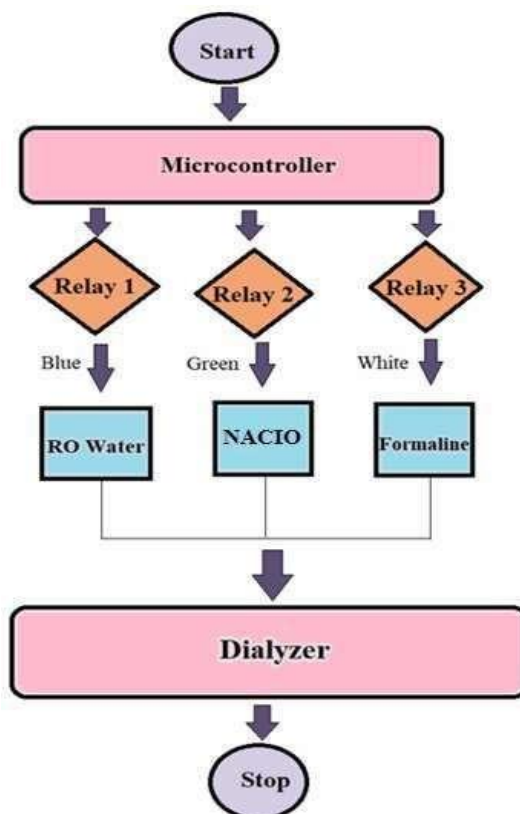 Start
Microcontroller
Relay 1
Relay 2
Relay 3
Blue
Green
White
RO Water
NACIO
Formaline
Dialyzer
Stop